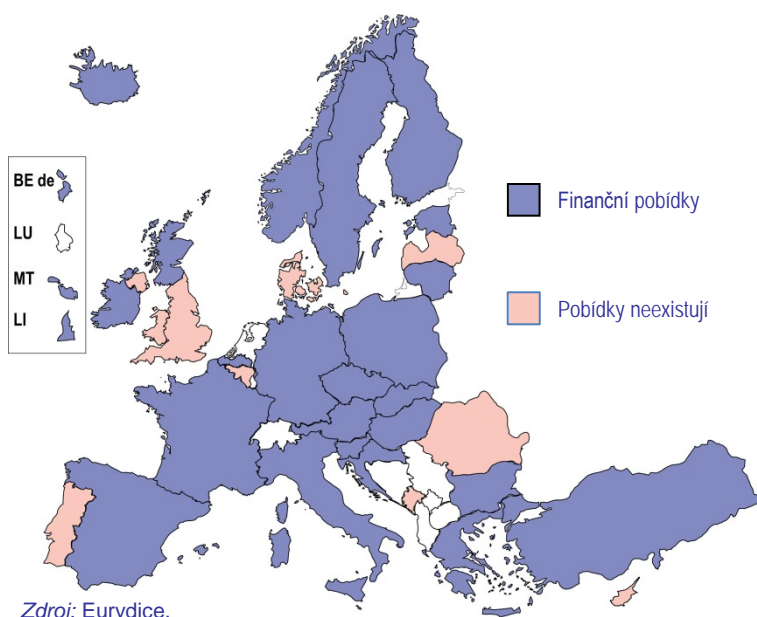 BE de
LU
MT
LI
Finanční pobídky
Pobídky neexistují
Zdroj: Eurydice.